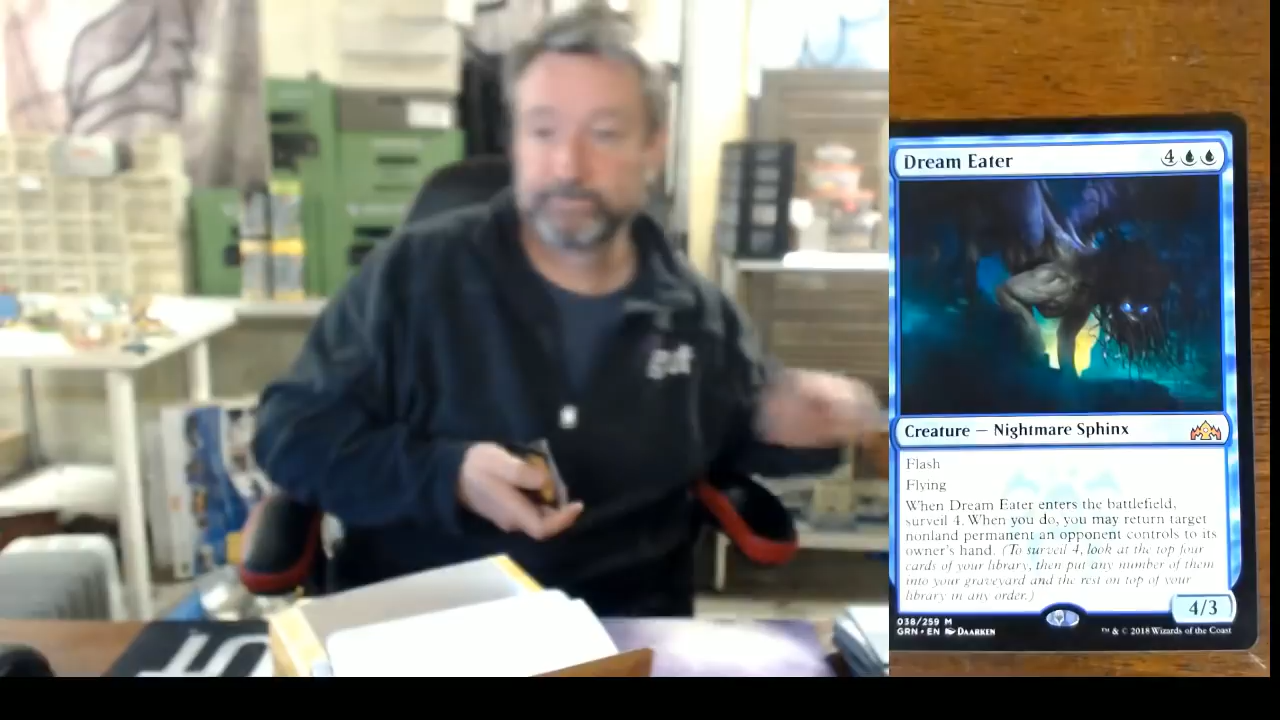 Dream Eater
4
Creature — Nightmare Sphinx
Flash
Flying
When Dream Eater enters the battlefield,
surveil 4. When you do, you may return target
nonland permanent an opponent controls to its
owner's hand. (To surveil 4, look at the top four
cards of your library, then put any number of them
into your graveyard and the rest on top of your
library in any order.)
4/3
038/259 M
GRN • EN DAARKEN
™ & © 2018 Wizards of the Coast